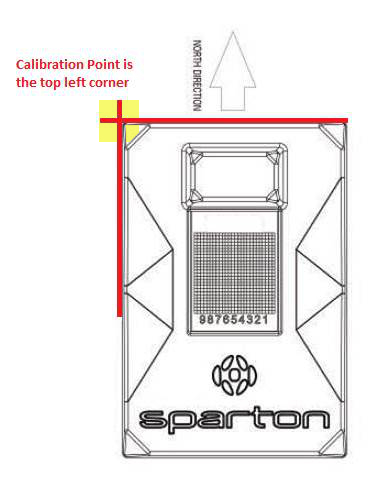 Calibration Point is
the top left corner
NORTH DIRECTION
987654321
sparton